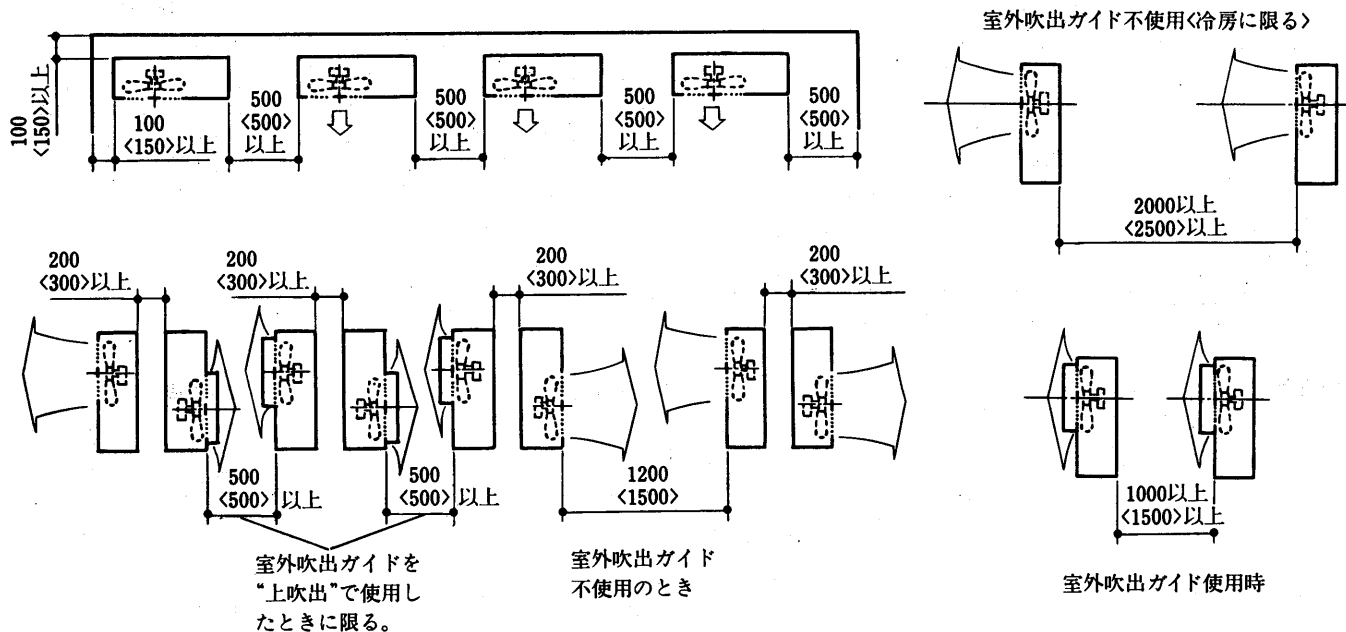 室外吹出ガイド不使用<冷房に限る>
100
<150>以上
100
<150>以上
500
<500>
以上
500
<500>
以上
500
<500>
以上
500
<500>
以上
2000以上
<2500>以上
200
<300>以上
200
<300>以上
200
<300>以上
200
<300>以上
500
<500>以上
500
<500>以上
1200
<1500>
1000以上
<1500>以上
室外吹出ガイドを
“上吹出”で使用し
たときに限る。
室外吹出ガイド
不使用のとき
室外吹出ガイド使用時